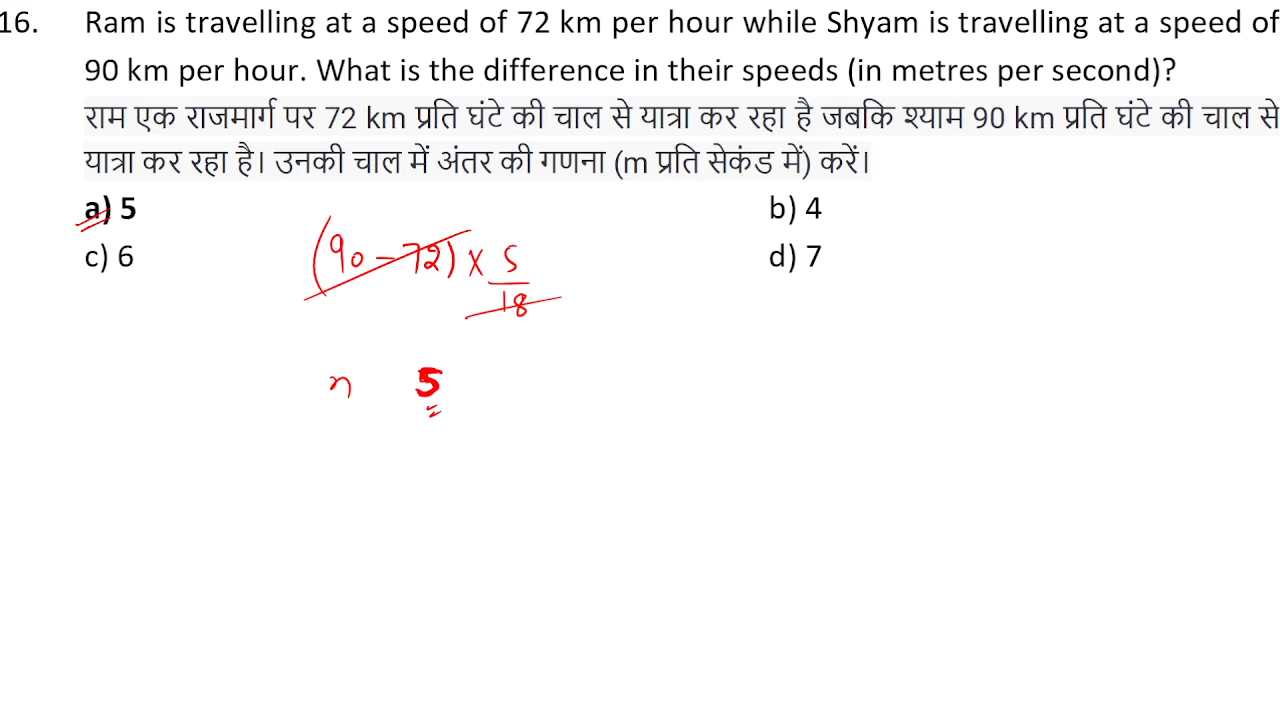 16. Ram is travelling at a speed of 72 km per hour while Shyam is travelling at a speed of
90 km per hour. What is the difference in their speeds (in metres per second)?
राम एक राजमार्ग पर 72 km प्रति घंटे की चाल से यात्रा कर रहा है जबकि श्याम 90 km प्रति घंटे की चाल से
यात्रा कर रहा है। उनकी चाल में अंतर की गणना (m प्रति सेकंड में) करें।
a) 5 b) 4
c) 6 d) 7
(90 - 72) x 5
18
5